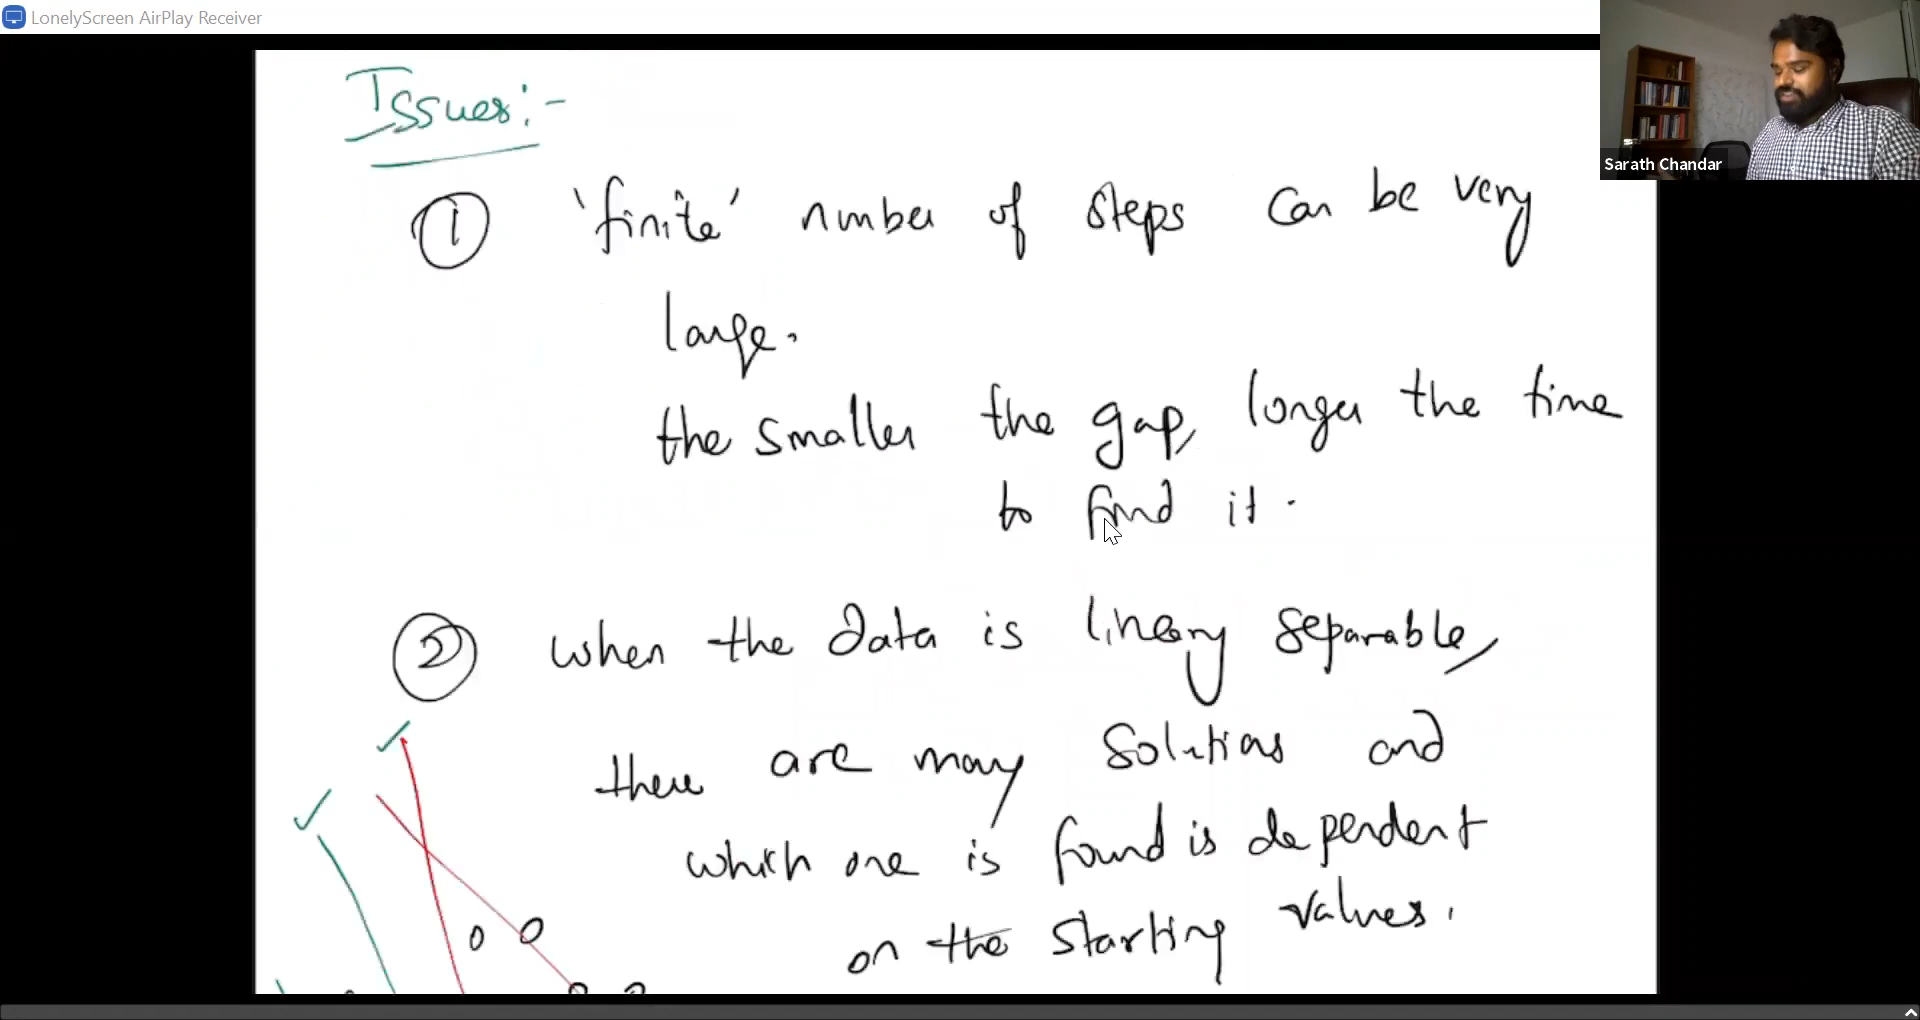 LonelyScreen AirPlay Receiver
Sarath Chandar
Issues:-
① 'finite' number of steps can be very
large.
the smaller the gap, longer the time
to find it.
② when the data is lineary separable,
there are many solutions and
which one is found is dependent
on the starting values.